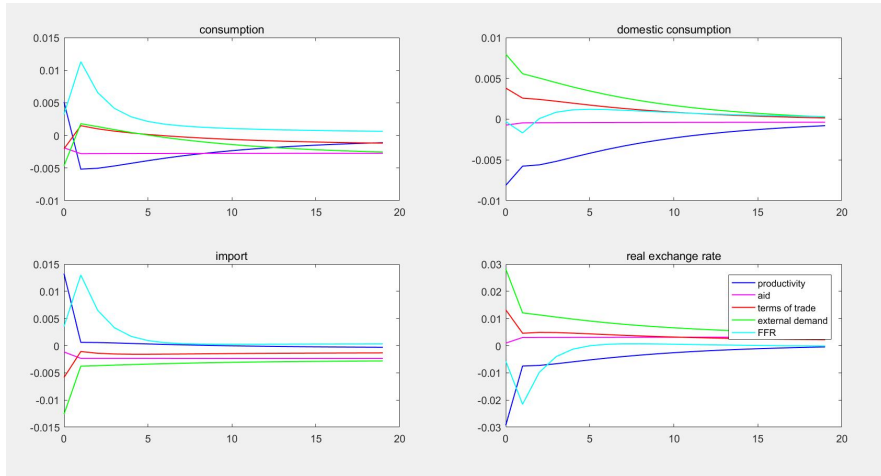 consumption
0.015
0.01
0.005
0
-0.005
-0.01
0 5 10 15 20
domestic consumption
0.01
0.005
0
-0.005
-0.01
0 5 10 15 20
import
0.015
0.01
0.005
0
-0.005
-0.01
-0.015
0 5 10 15 20
real exchange rate
0.03
0.02
0.01
0
-0.01
-0.02
-0.03
0 5 10 15 20
productivity
aid
terms of trade
external demand
FFR